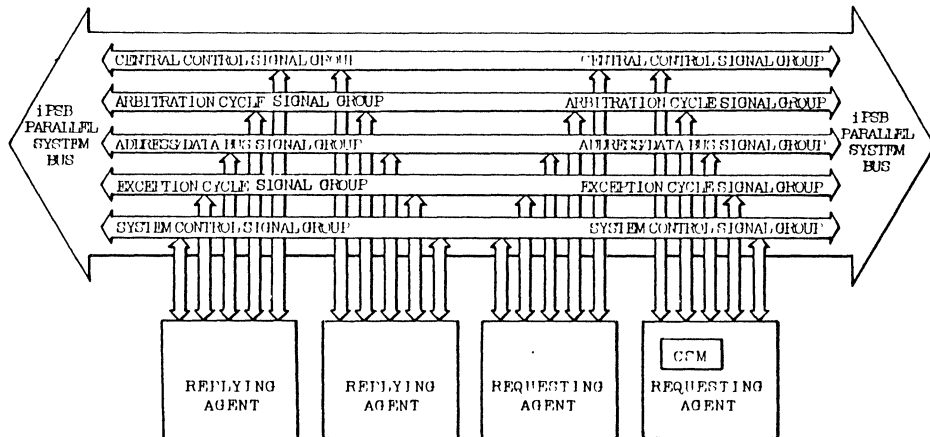 CENTRAL CONTROL SIGNAL GROUP CENTRAL CONTROL SIGNAL GROUP
ARBITRATION CYCLE SIGNAL GROUP ARBITRATION CYCLE SIGNAL GROUP
iPSB PARALLEL SYSTEM BUS
iPSB PARALLEL SYSTEM BUS
ADDRESS/DATA BUS SIGNAL GROUP ADDRESS/DATA BUS SIGNAL GROUP
EXCEPTION CYCLE SIGNAL GROUP EXCEPTION CYCLE SIGNAL GROUP
SYSTEM CONTROL SIGNAL GROUP SYSTEM CONTROL SIGNAL GROUP
REPLYING
AGENT
REPLYING
AGENT
REQUESTING
AGENT
CSM
REQUESTING
AGENT